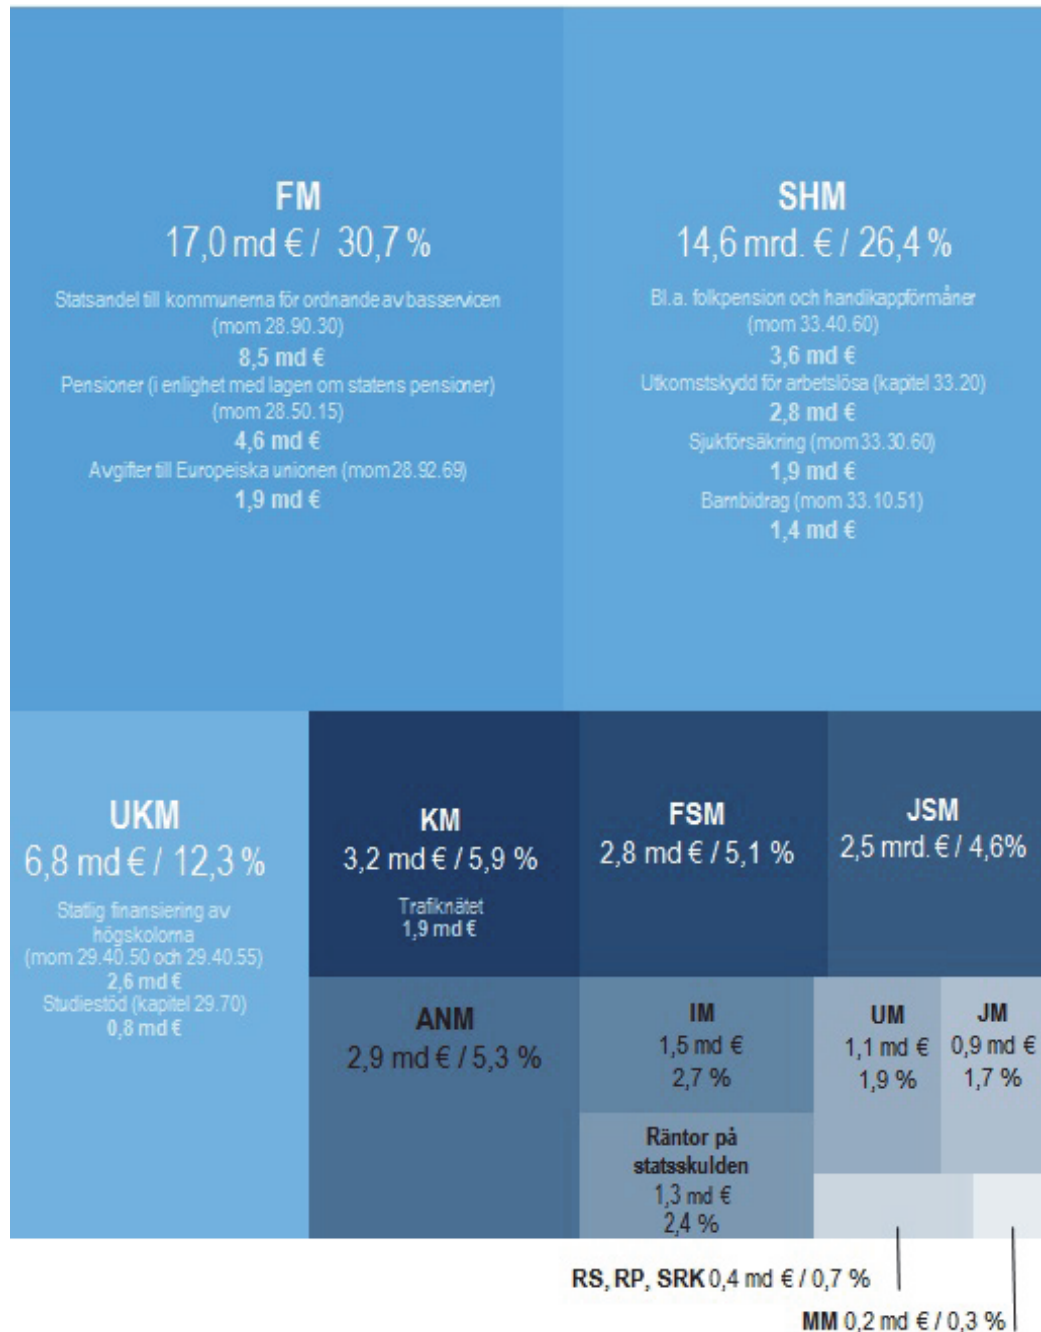 FM
17,0 md € / 30,7 %
Statsandel till kommunerna för ordnande av basservicen
(mom 28.90.30)
8,5 md €
Pensioner (i enlighet med lagen om statens pensioner)
(mom 28.50.15)
4,6 md €
Avgifter till Europeiska unionen (mom 28.92.69)
1,9 md €
SHM
14,6 mrd. € / 26,4 %
Bl.a. folkpension och handikappförmåner
(mom 33.40.60)
3,6 md €
Utkomstskydd för arbetslösa (kapitel 33.20)
2,8 md €
Sjukförsäkring (mom 33.30.60)
1,9 md €
Barnbidrag (mom 33.10.51)
1,4 md €
UKM
6,8 md € / 12,3 %
Statlig finansiering av
högskolorna
(mom 29.40.50 och 29.40.55)
2,6 md €
Studiestöd (kapitel 29.70)
0,8 md €
KM
3,2 md € / 5,9 %
Trafiknätet
1,9 md €
FSM
2,8 md € / 5,1 %
JSM
2,5 mrd. € / 4,6%
ANM
2,9 md € / 5,3 %
IM
1,5 md €
2,7 %
UM
1,1 md €
1,9 %
JM
0,9 md €
1,7 %
Räntor på
statsskulden
1,3 md €
2,4 %
RS, RP, SRK 0,4 md € / 0,7 %
MM 0,2 md € / 0,3 %